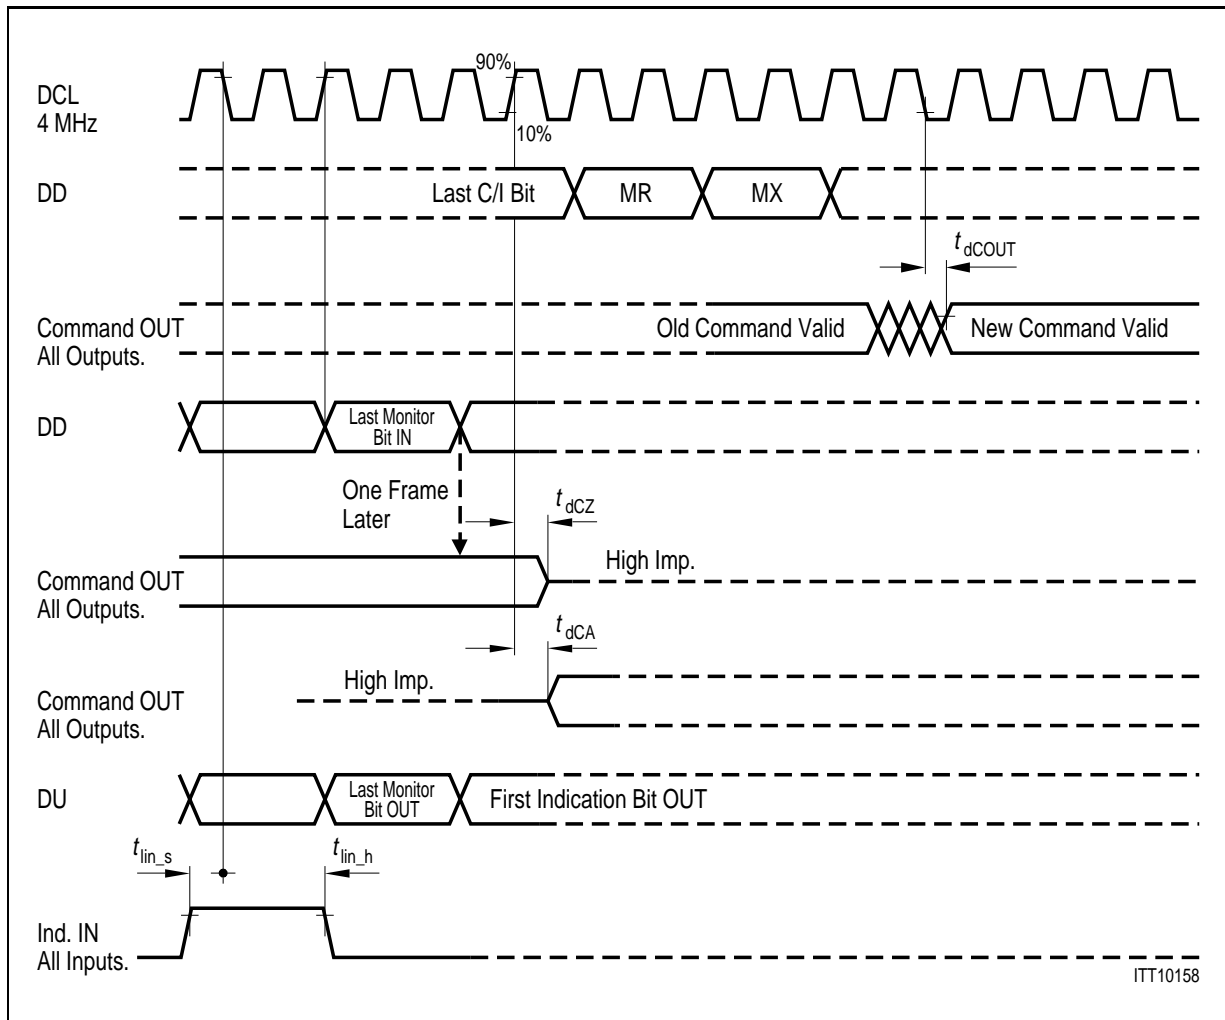 90%
DCL
4 MHz
10%
DD
Last C/I Bit
MR
MX
t dCOUT
Command OUT
All Outputs.
Old Command Valid
New Command Valid
DD
Last Monitor
Bit IN
One Frame
Later
t dCZ
High Imp.
Command OUT
All Outputs.
t dCA
High Imp.
Command OUT
All Outputs.
DU
Last Monitor
Bit OUT
First Indication Bit OUT
t lin_s
t lin_h
Ind. IN
All Inputs.
ITT10158